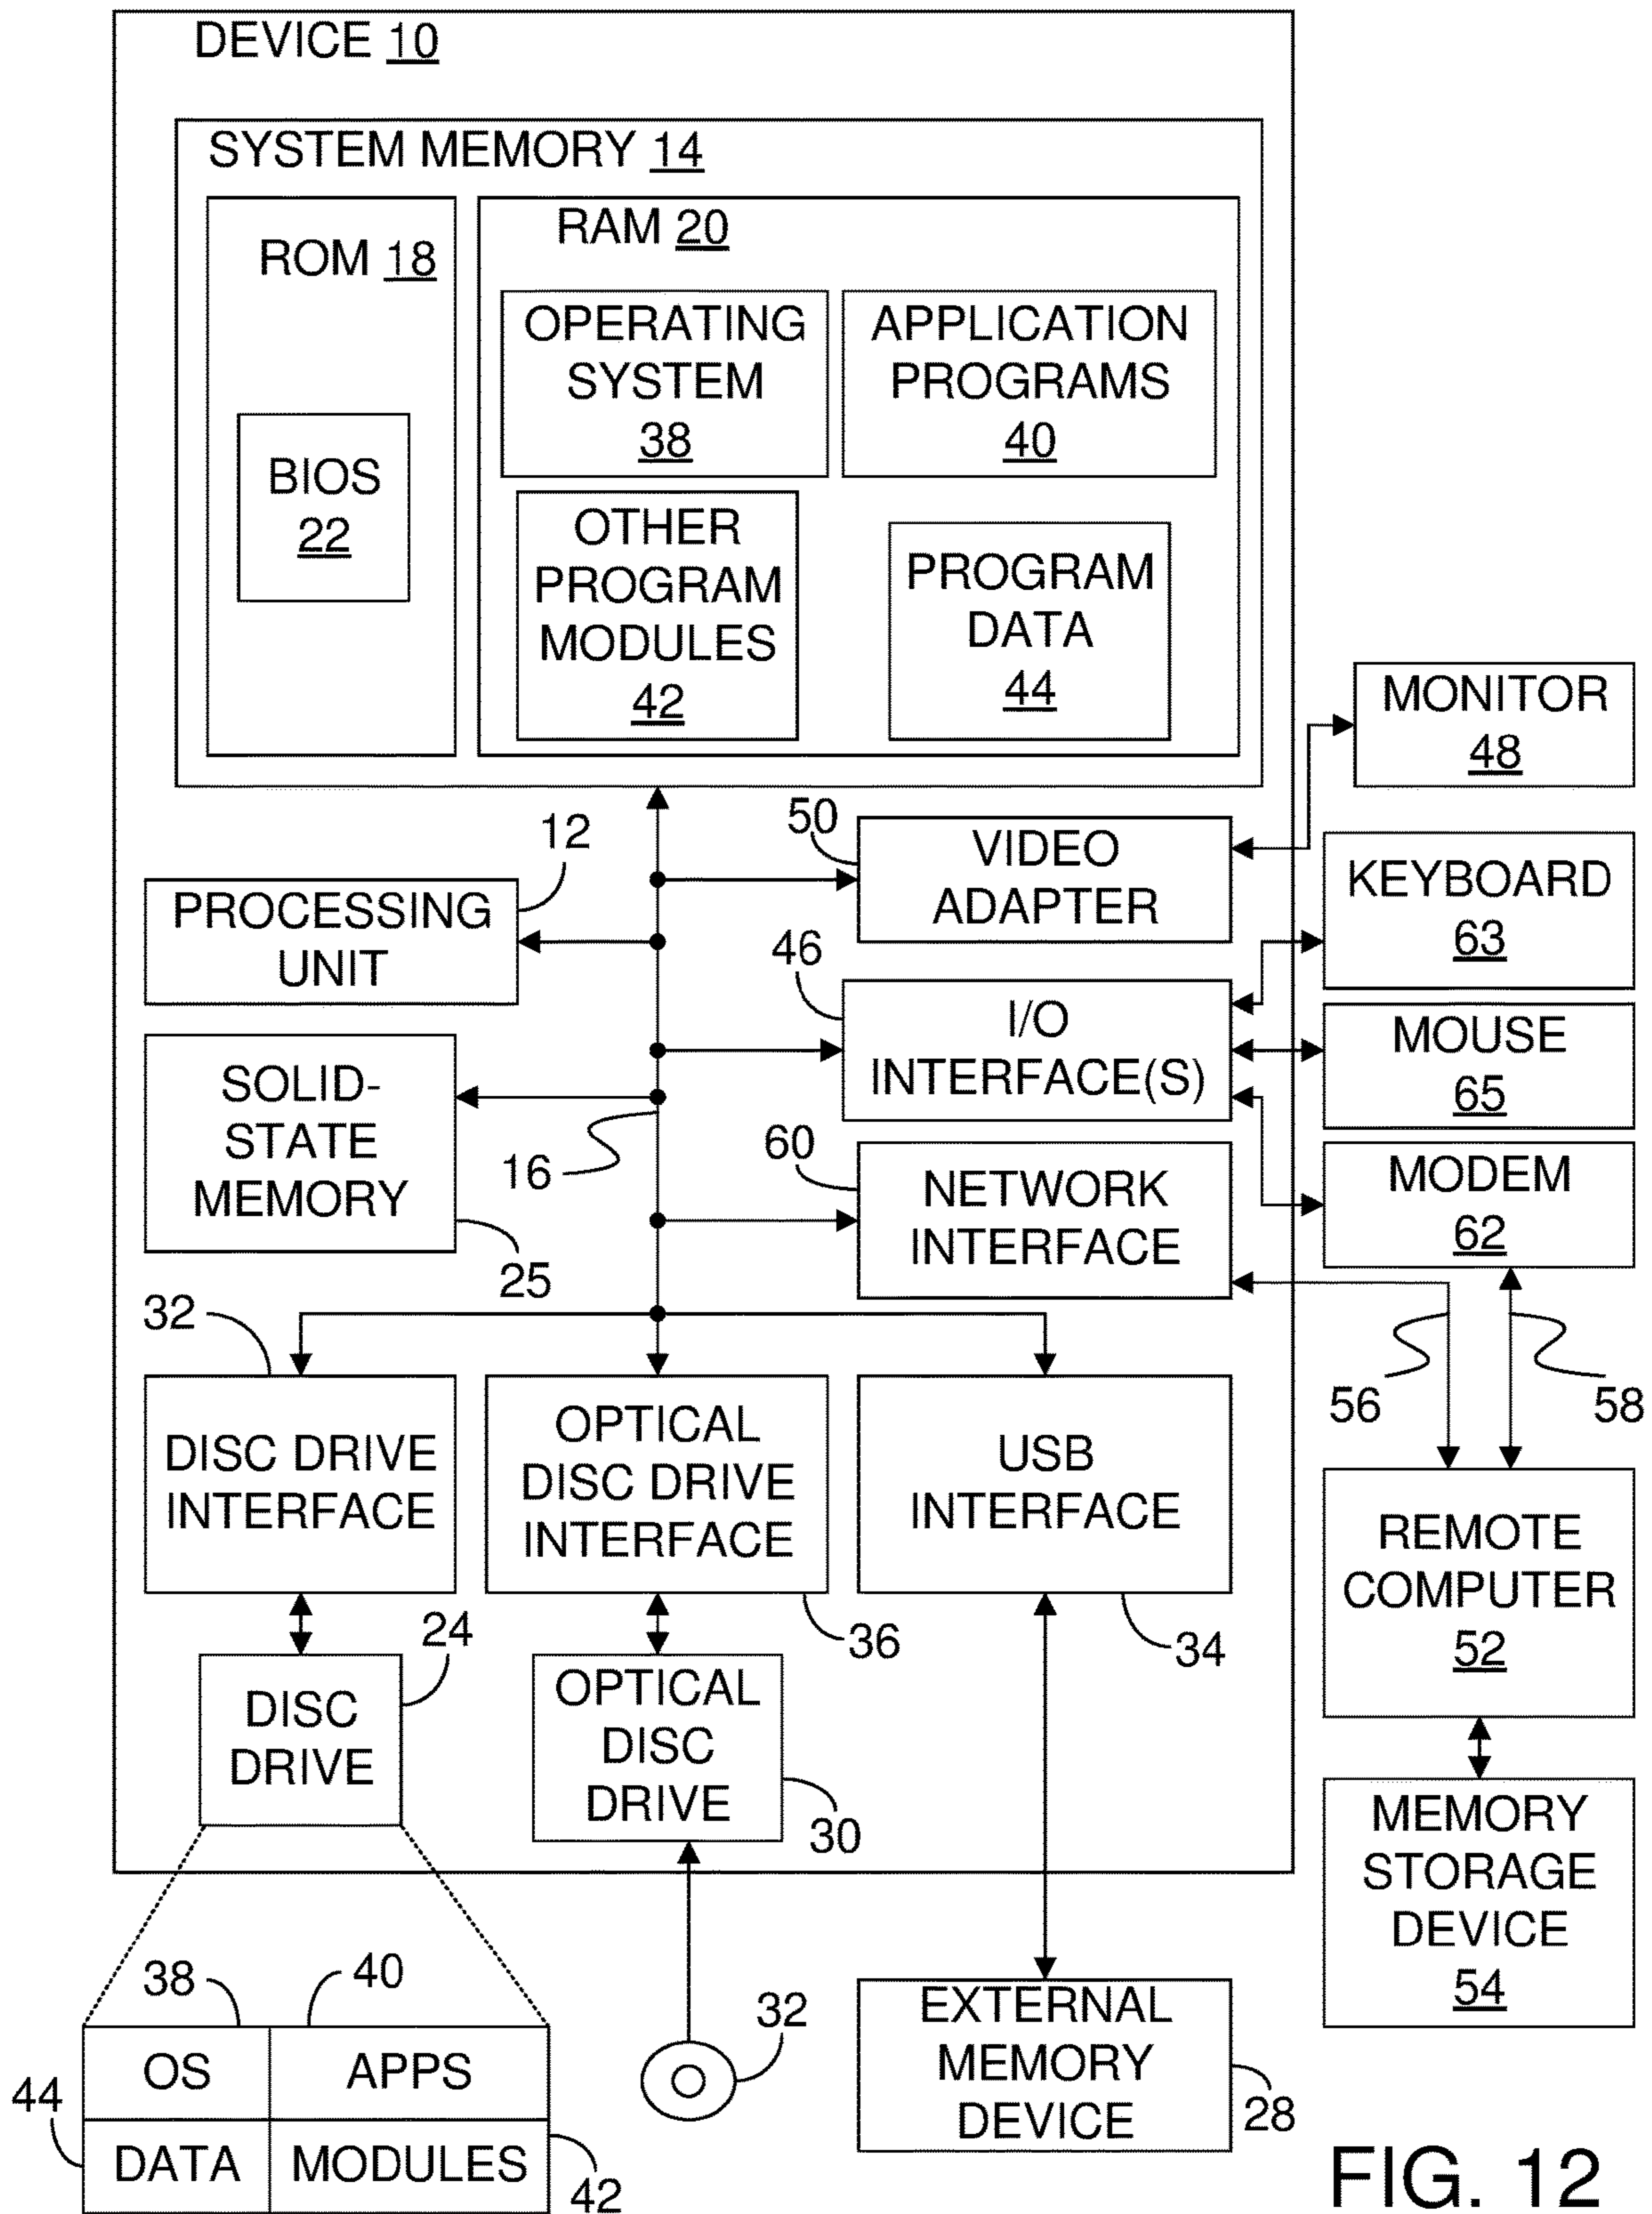 DEVICE 10
SYSTEM MEMORY 14
ROM 18
BIOS
22
RAM 20
OPERATING
SYSTEM
38
APPLICATION
PROGRAMS
40
OTHER
PROGRAM
MODULES
42
PROGRAM
DATA
44
MONITOR
48
12
PROCESSING
UNIT
50
VIDEO
ADAPTER
KEYBOARD
63
46
I/O
INTERFACE(S)
MOUSE
65
SOLID-
STATE
MEMORY
25
16
60
NETWORK
INTERFACE
MODEM
62
56
58
32
DISC DRIVE
INTERFACE
OPTICAL
DISC DRIVE
INTERFACE
36
USB
INTERFACE
34
REMOTE
COMPUTER
52
24
DISC
DRIVE
OPTICAL
DISC
DRIVE
30
MEMORY
STORAGE
DEVICE
54
38
40
OS
APPS
44
DATA
MODULES
42
32
EXTERNAL
MEMORY
DEVICE
28
FIG. 12